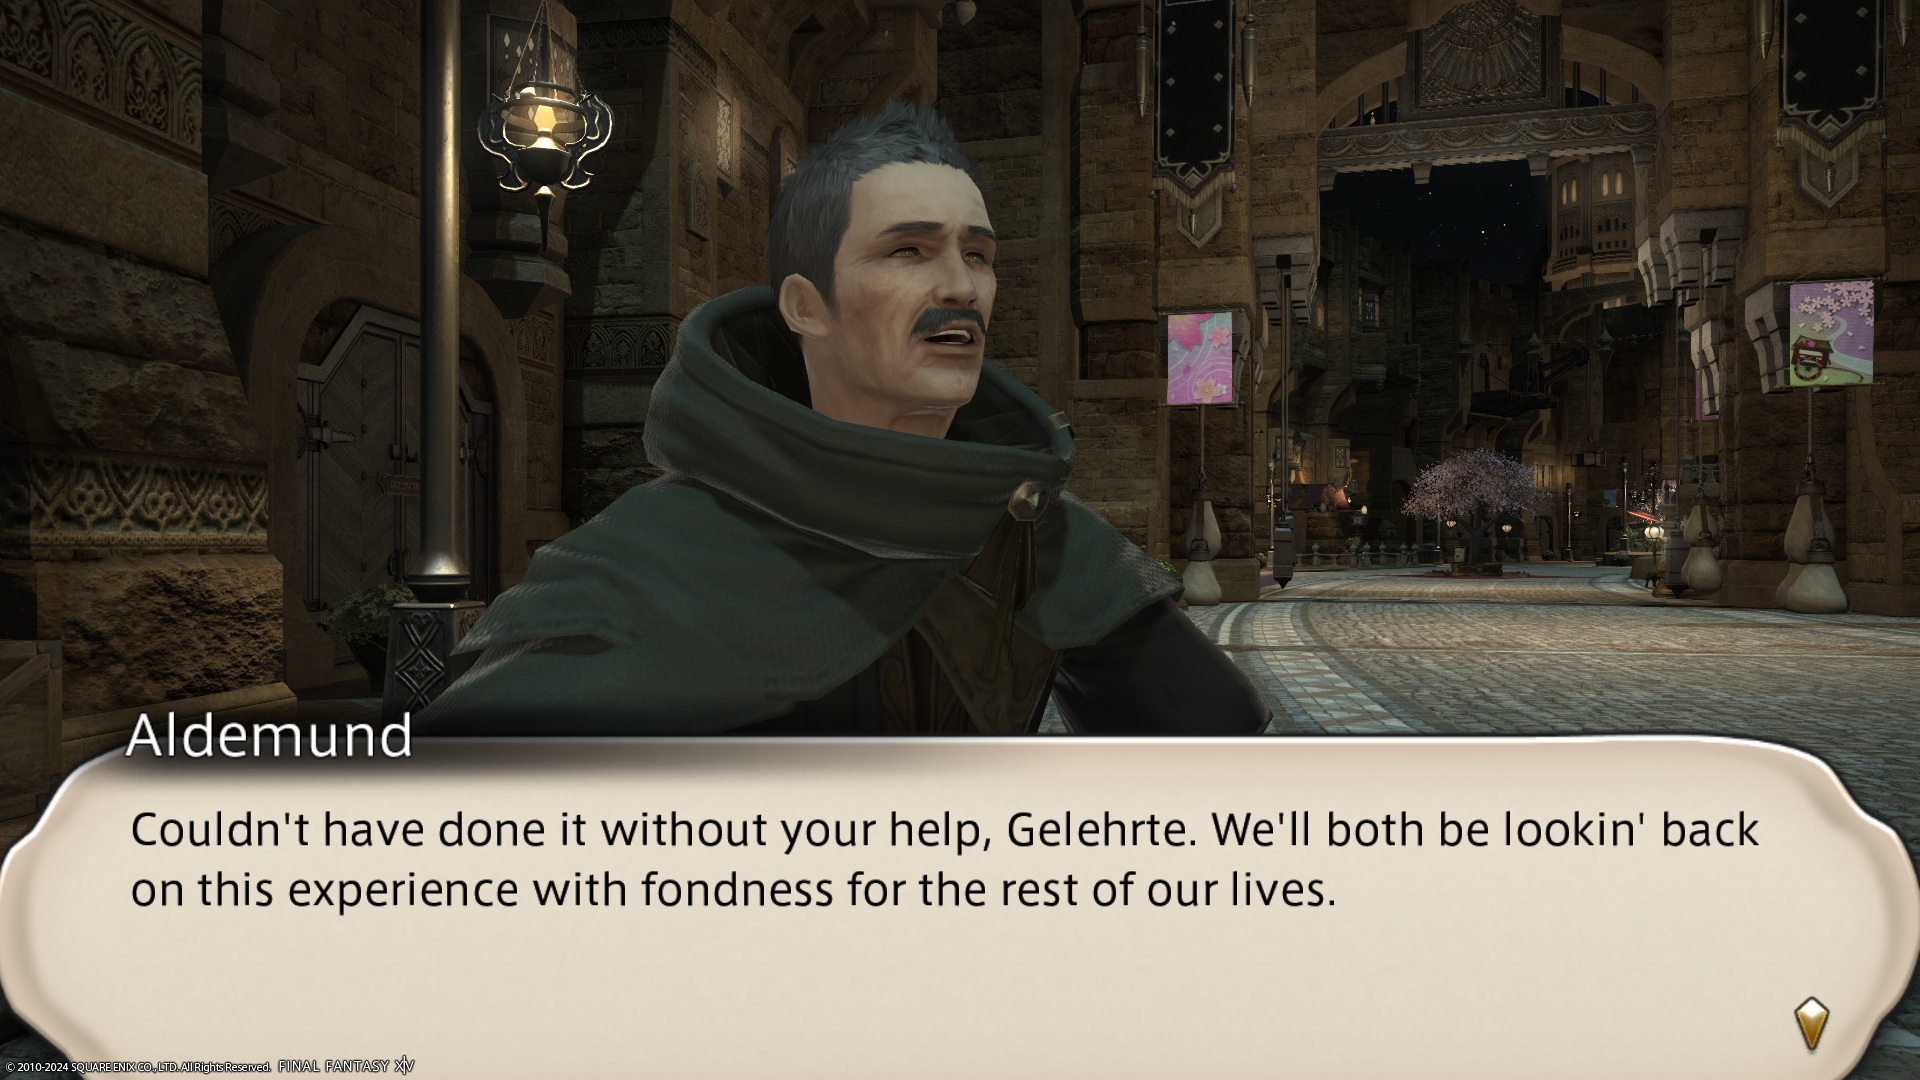 Aldemund
Couldn't have done it without your help, Gelehrte. We'll both be lookin' back
on this experience with fondness for the rest of our lives.
© 2010-2024 SQUARE ENIX CO., LTD. All Rights Reserved. FINAL FANTASY XIV